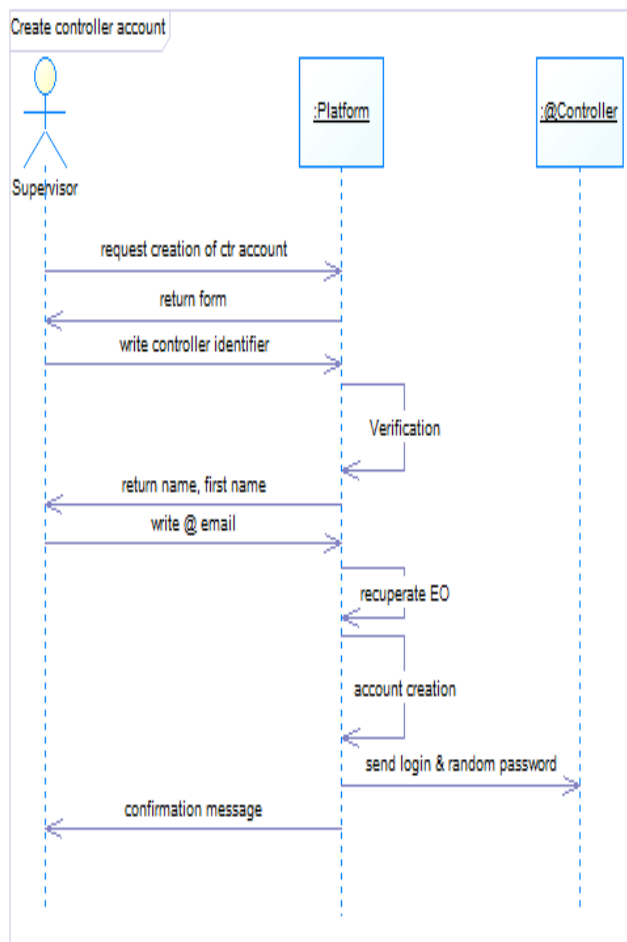 Create controller account
:Platform
:@Controller
Supervisor
request creation of ctr account
return form
write controller identifier
Verification
return name, first name
write @ email
recuperate EO
account creation
send login & random password
confirmation message